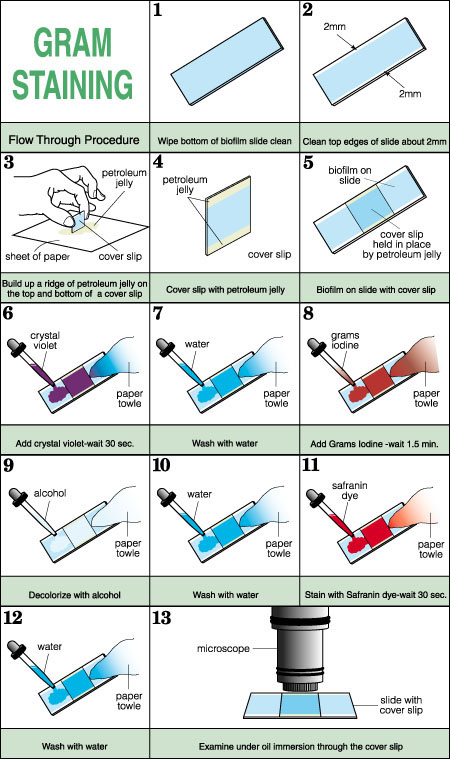 GRAM
STAINING
Flow Through Procedure
1
Wipe bottom of biofilm slide clean
2
2mm
2mm
Clean top edges of slide about 2mm
3
petroleum
jelly
sheet of paper
cover slip
Build up a ridge of petroleum jelly on
the top and bottom of a cover slip
4
petroleum
jelly
cover slip
Cover slip with petroleum jelly
5
biofilm on
slide
cover slip
held in place
by petroleum jelly
Biofilm on slide with cover slip
6
crystal
violet
paper
towle
Add crystal violet-wait 30 sec.
7
water
paper
towle
Wash with water
8
grams
iodine
paper
towle
Add Grams Iodine -wait 1.5 min.
9
alcohol
paper
towle
Decolorize with alcohol
10
water
paper
towle
Wash with water
11
safranin
dye
paper
towle
Stain with Safranin dye-wait 30 sec.
12
water
paper
towle
Wash with water
13
microscope
slide with
cover slip
Examine under oil immersion through the cover slip